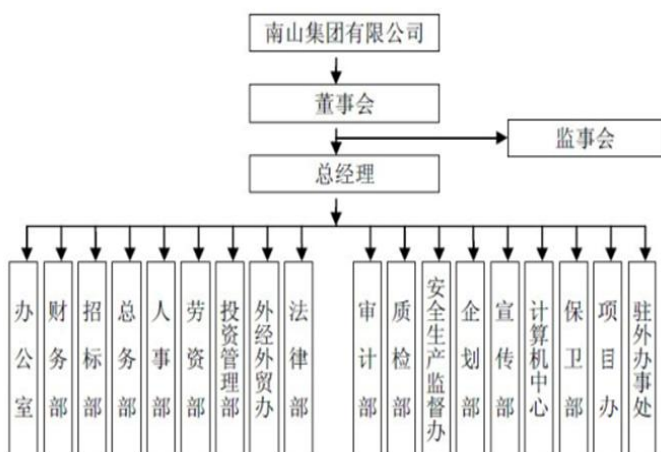 南山集团有限公司
董事会
监事会
总经理
办公室
财务部
招标部
总务部
人事部
劳资部
投资管理部
外经外贸办
法律部
审计部
质检部
安全生产监督办
企划部
宣传部
计算机中心
保卫部
项目办
驻外办事处